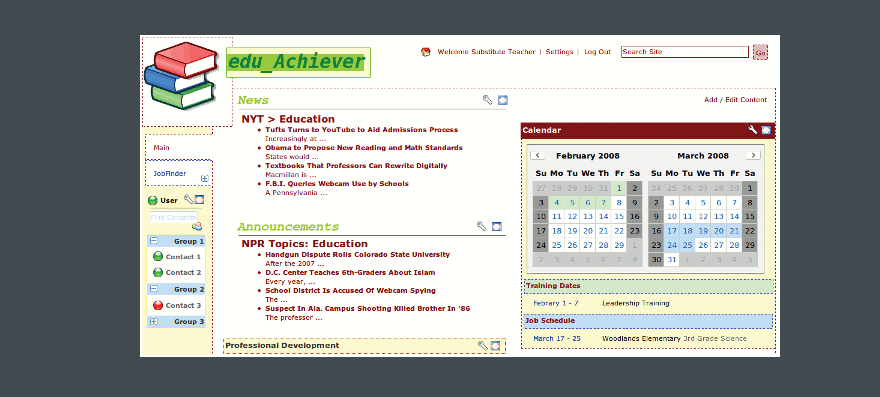 edu_Achiever
Welcome Substitute Teacher | Settings | Log Out
Search Site
Go
Add / Edit Content
Main
JobFinder
User
Find Contacts
Group 1
Contact 1
Contact 2
Group 2
Contact 3
Group 3
News
NYT > Education
Tufts Turns to YouTube to Aid Admissions Process
Increasingly at ...
Obama to Propose New Reading and Math Standards
States would ...
Textbooks That Professors Can Rewrite Digitally
Macmillan is ...
F.B.I. Queries Webcam Use by Schools
A Pennsylvania ...
Announcements
NPR Topics: Education
Handgun Dispute Rolls Colorado State University
After the 2007 ...
D.C. Center Teaches 6th-Graders About Islam
Every year, ...
School District Is Accused Of Webcam Spying
The ...
Suspect In Ala. Campus Shooting Killed Brother In '86
The professor ...
Professional Development
Calendar
February 2008
Su Mo Tu We Th Fr Sa
27 28 29 30 31 1 2
3 4 5 6 7 8 9
10 11 12 13 14 15 16
17 18 19 20 21 22 23
24 25 26 27 28 29 1
2 3 4 5 6 7 8
March 2008
Su Mo Tu We Th Fr Sa
24 25 26 27 28 29 1
2 3 4 5 6 7 8
9 10 11 12 13 14 15
16 17 18 19 20 21 22
23 24 25 26 27 28 29
30 31 1 2 3 4 5
Training Dates
Febrary 1 - 7 Leadership Training
Job Schedule
March 17 - 25 Woodlands Elementary 3rd Grade Science